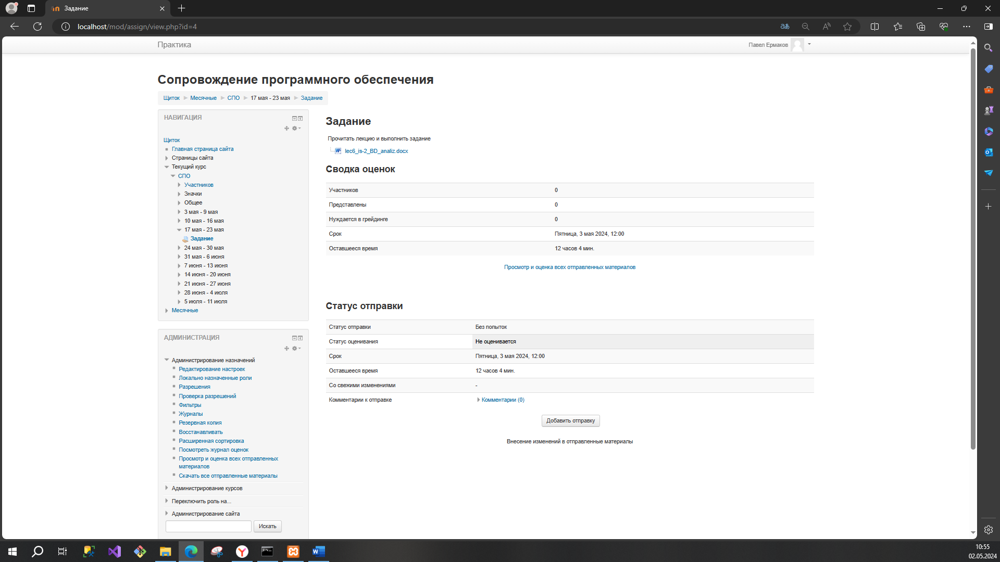 Задание
localhost/mod/assign/view.php?id=4
Практика
Павел Ермаков
Сопровождение программного обеспечения
Щиток
Месячные
СПО
17 мая - 23 мая
Задание
НАВИГАЦИЯ
Щиток
Главная страница сайта
Страницы сайта
Текущий курс
СПО
Участников
Значки
Общее
3 мая - 9 мая
10 мая - 16 мая
17 мая - 23 мая
Задание
24 мая - 30 мая
31 мая - 6 июня
7 июня - 13 июня
14 июня - 20 июня
21 июня - 27 июня
28 июня - 4 июля
5 июля - 11 июля
Месячные
АДМИНИСТРАЦИЯ
Администрирование назначений
Редактирование настроек
Локально назначенные роли
Разрешения
Проверка разрешений
Фильтры
Журналы
Резервная копия
Восстанавливать
Расширенная сортировка
Посмотреть журнал оценок
Просмотр и оценка всех отправленных
материалов
Скачать все отправленные материалы
Администрирование курсов
Переключить роль на...
Администрирование сайта
Искать
Задание
Прочитать лекцию и выполнить задание
lec6_is-2_BD_analiz.docx
Сводка оценок
Участников 0
Представлены 0
Нуждается в грейдинге 0
Срок Пятница, 3 мая 2024, 12:00
Оставшееся время 12 часов 4 мин.
Просмотр и оценка всех отправленных материалов
Статус отправки
Статус отправки Без попыток
Статус оценивания Не оценивается
Срок Пятница, 3 мая 2024, 12:00
Оставшееся время 12 часов 4 мин.
Со свежими изменениями -
Комментарии к отправке Комментарии (0)
Добавить отправку
Внесение изменений в отправленные материалы
10:55
02.05.2024